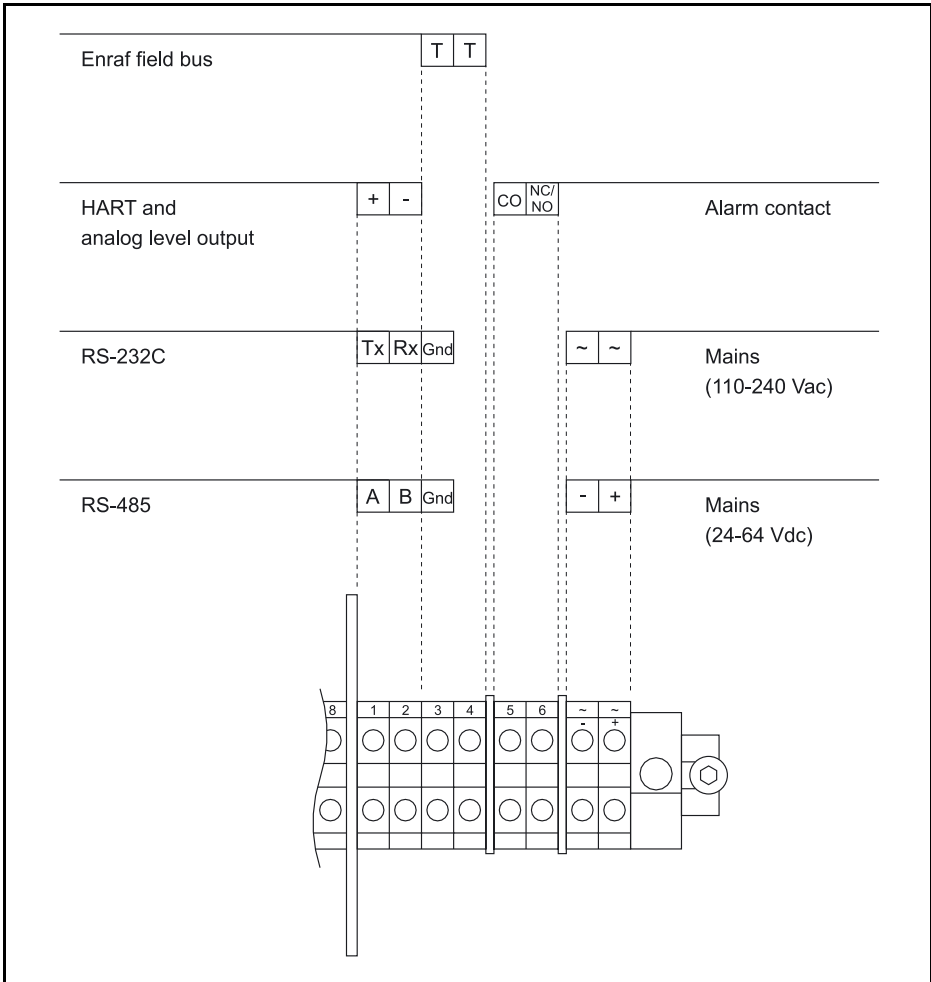 Enraf field bus
T T
HART and
analog level output
+ -
CO NC/
NO
Alarm contact
RS-232C
Tx Rx Gnd
~ ~
Mains
(110-240 Vac)
RS-485
A B Gnd
- +
Mains
(24-64 Vdc)
8 1 2 3 4 5 6 ~ ~
- +